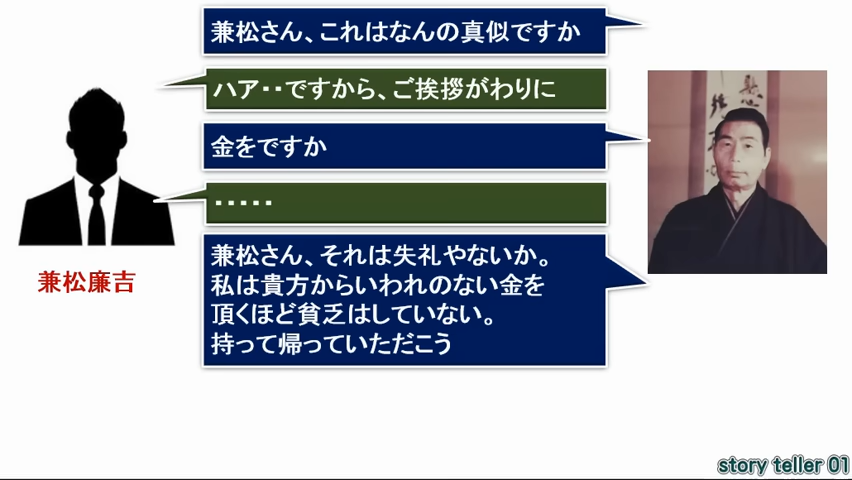 兼松さん、これはなんの真似ですか
ハア・・ですから、ご挨拶がわりに
金をですか
・・・・・
兼松さん、それは失礼やないか。
私は貴方からいわれのない金を
頂くほど貧乏はしていない。
持って帰っていただこう
兼松廉吉
story teller 01